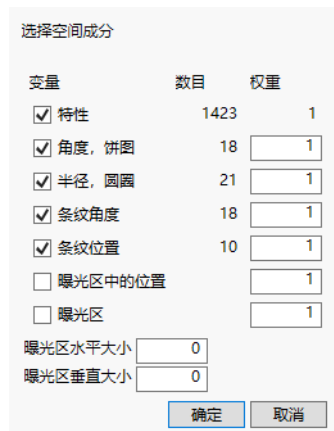 选择空间成分
变量 数目 权重
特性 1423 1
角度，饼图 18 1
半径，圆圈 21 1
条纹角度 18 1
条纹位置 10 1
曝光区中的位置 1
曝光区 1
曝光区水平大小 0
曝光区垂直大小 0
确定 取消